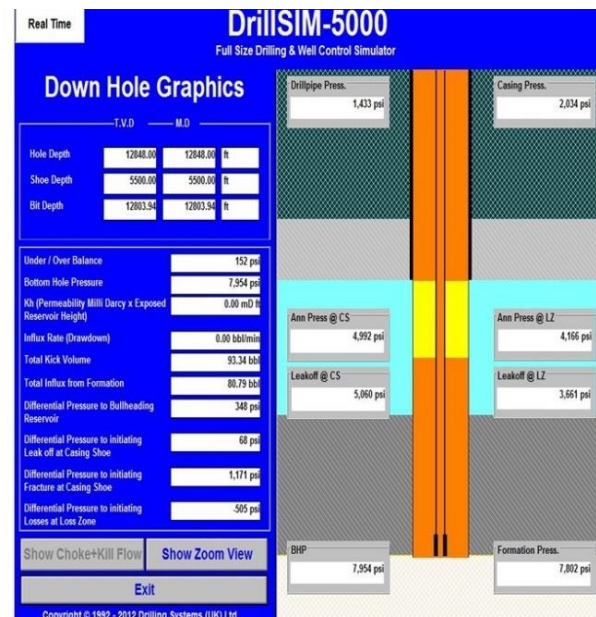 Real Time
DrillSIM-5000
Full Size Drilling & Well Control Simulator
Down Hole Graphics
T.V.D M.D
Hole Depth 12848.00 12848.00 ft
Shoe Depth 5500.00 5500.00 ft
Bit Depth 12803.94 12803.94 ft
Under / Over Balance 152 psi
Bottom Hole Pressure 7,954 psi
Kh (Permeability Milli Darcy x Exposed 0.00 mD ft
Reservoir Height)
Influx Rate (Drawdown) 0.00 bbl/min
Total Kick Volume 93.34 bbl
Total Influx from Formation 80.79 bbl
Differential Pressure to Bullheading 348 psi
Reservoir
Differential Pressure to initiating 68 psi
Leak off at Casing Shoe
Differential Pressure to initiating 1,171 psi
Fracture at Casing Shoe
Differential Pressure to initiating -505 psi
Losses at Loss Zone
Show Choke+Kill Flow Show Zoom View
Exit
Copyright © 1992 - 2012 Drilling Systems (UK) Ltd
Drillpipe Press.
1,433 psi
Casing Press.
2,034 psi
Ann Press @ CS
4,992 psi
Ann Press @ LZ
4,166 psi
Leakoff @ CS
5,060 psi
Leakoff @ LZ
3,661 psi
BHP
7,954 psi
Formation Press.
7,802 psi